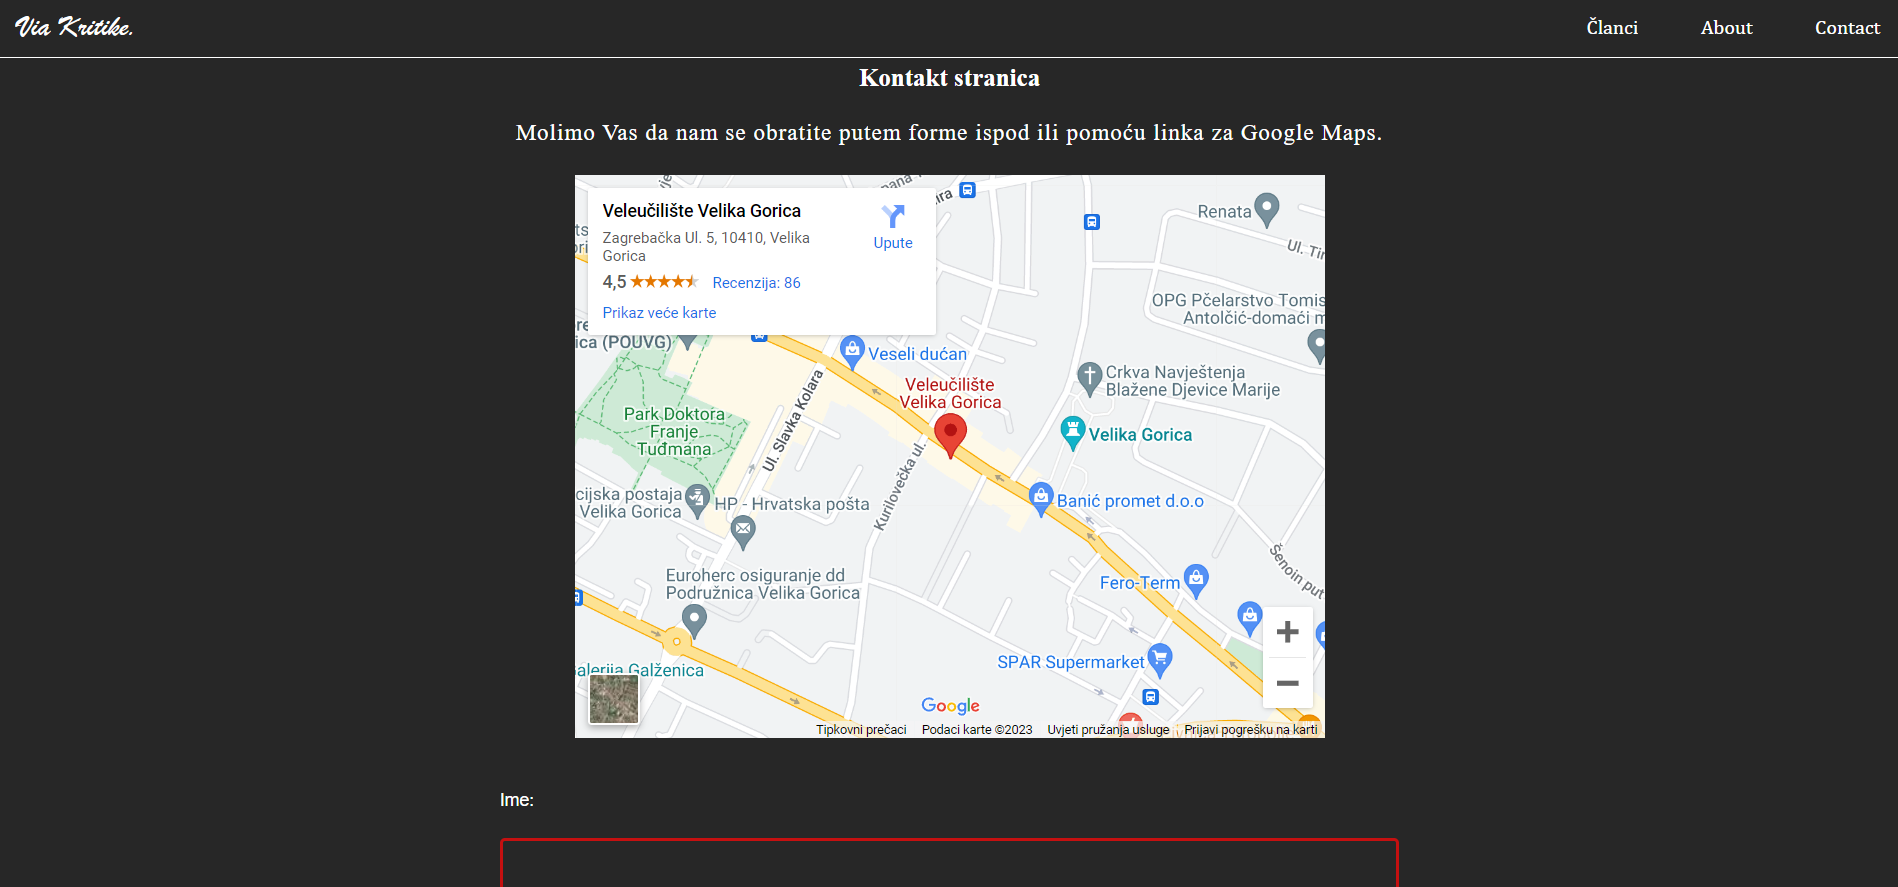 Via Kritike.
Članci
About
Contact
Kontakt stranica
Molimo Vas da nam se obratite putem forme ispod ili pomoću linka za Google Maps.
Veleučilište Velika Gorica
Zagrebačka Ul. 5, 10410, Velika
Gorica
4,5
Recenzija: 86
Prikaz veće karte
Upute
Renata
OPG Pčelarstvo Tomis
Antolčić-domaći
ica (POUVG)
VeselI dućan
Veleučilište
Velika Gorica
Crkva Navještenja
Blažene Djevice Marije
Park Doktora
Franje
Tuđmana
Ul. Slavka Kolara
Velika Gorica
Kurilovečka ul.
cijska postaja
Velika Gorica
HP - Hrvatska pošta
Banić promet d.o.o
Šenoin put
Euroherc osiguranje dd
Podružnica Velika Gorica
Fero-Term
Galerija Galženica
SPAR Supermarket
Google
Tipkovni prečaci
Podaci karte ©2023
Uvjeti pružanja usluge
Prijavi pogrešku na karti
Ime: